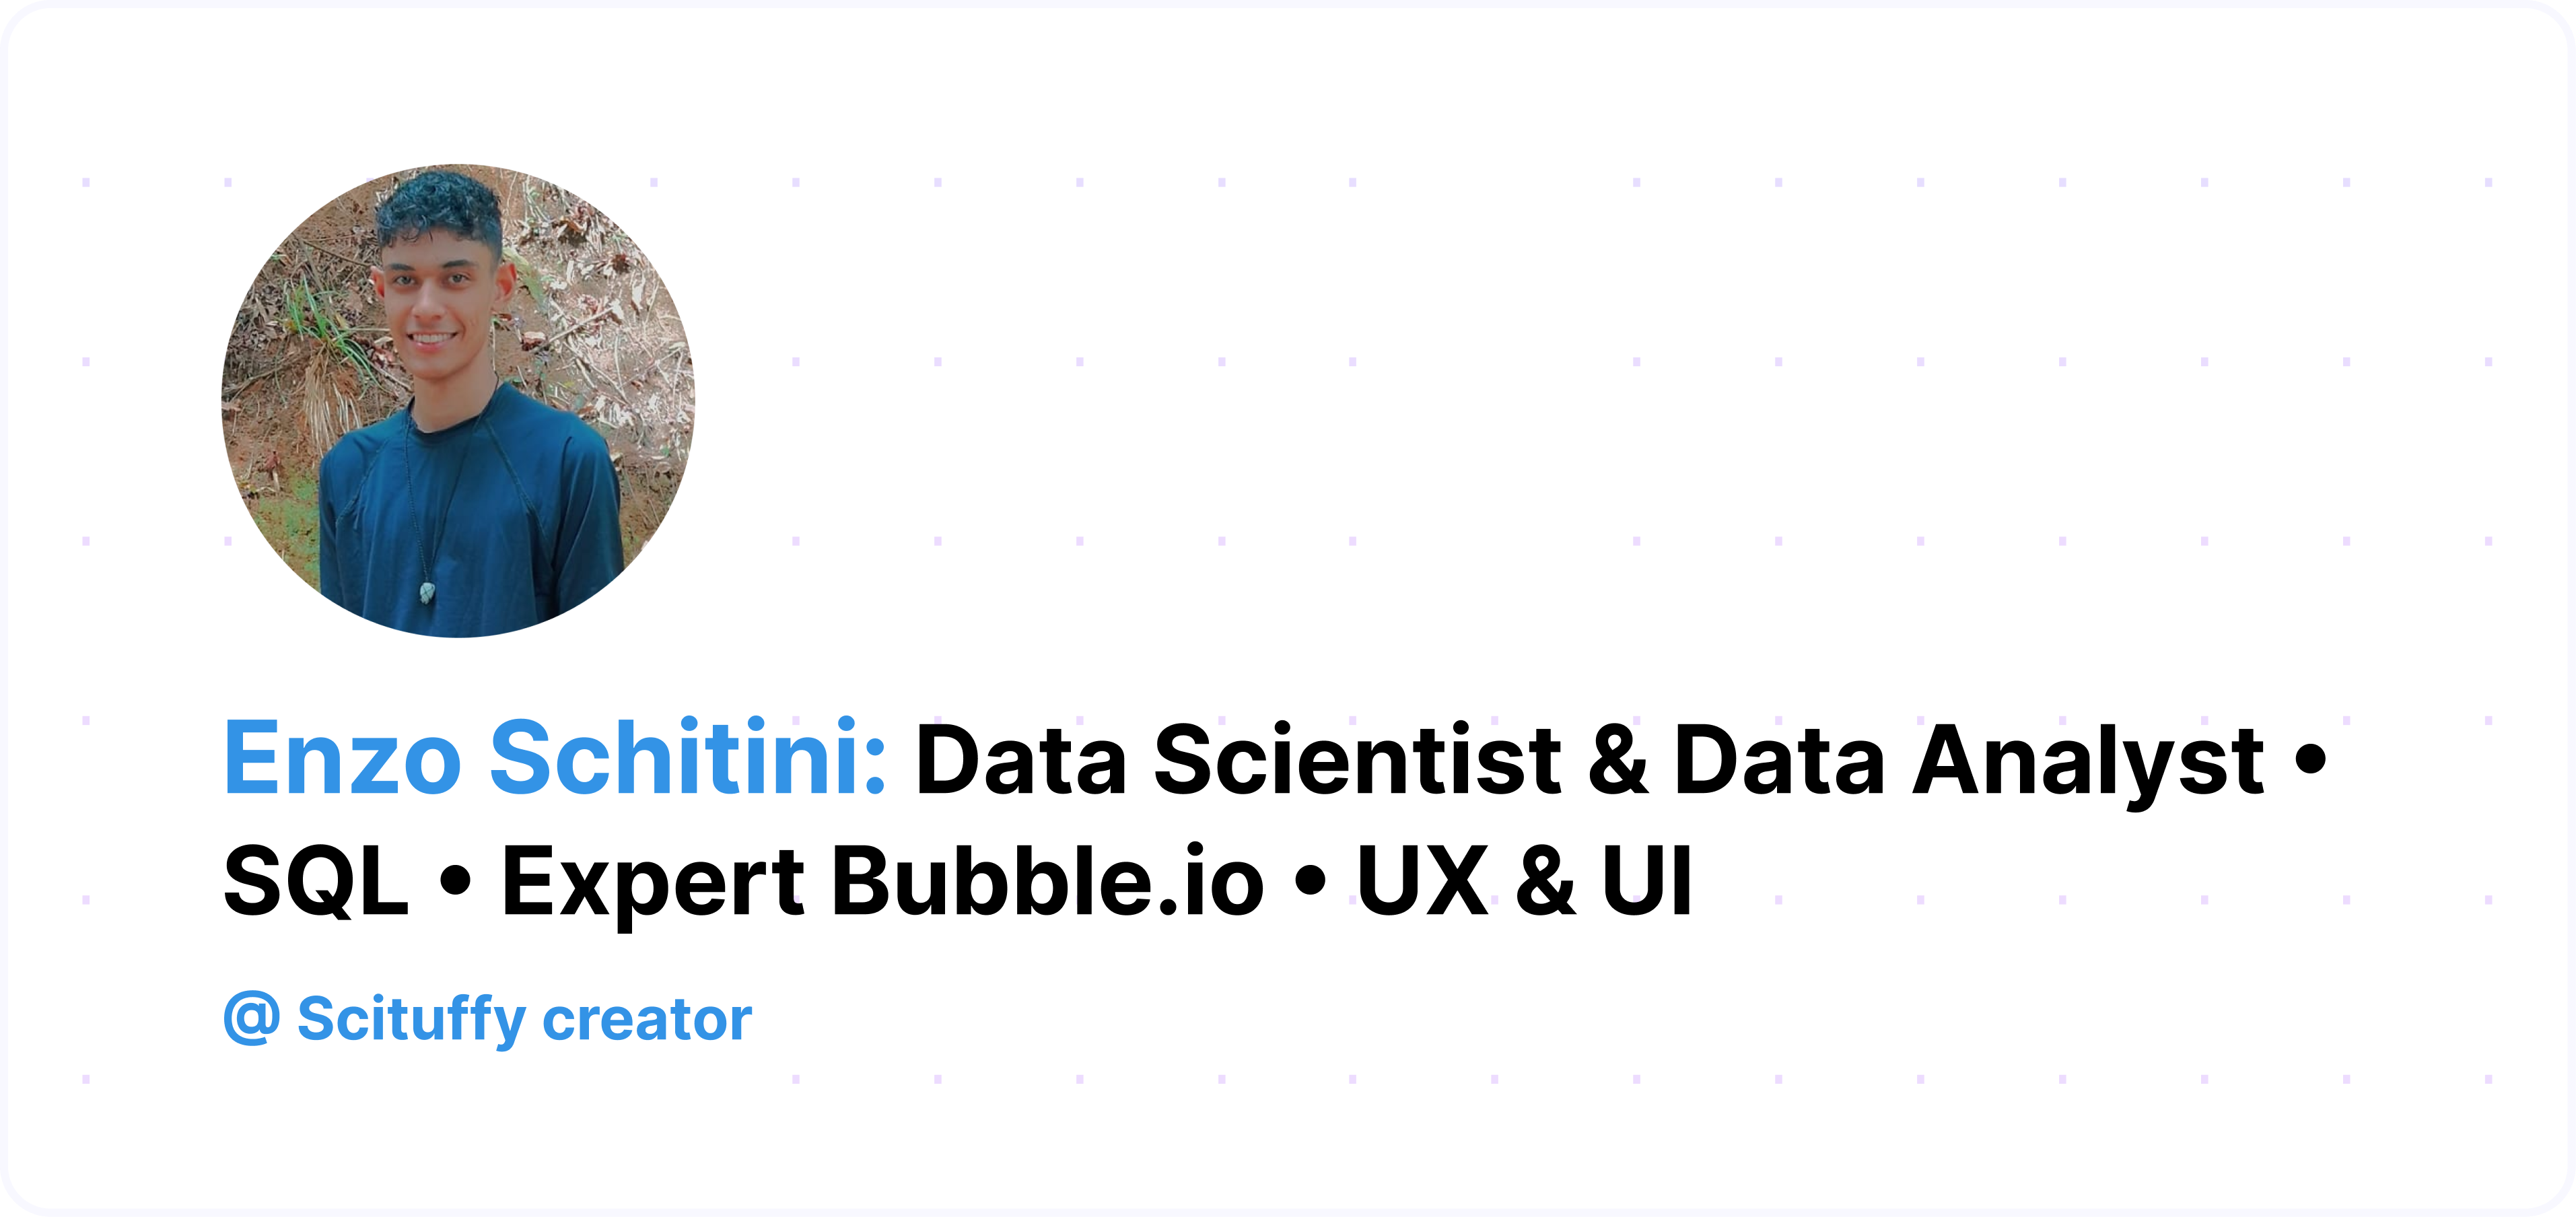 Enzo Schitini: Data Scientist & Data Analyst •
SQL • Expert Bubble.io • UX & UI
@ Scituffy creator